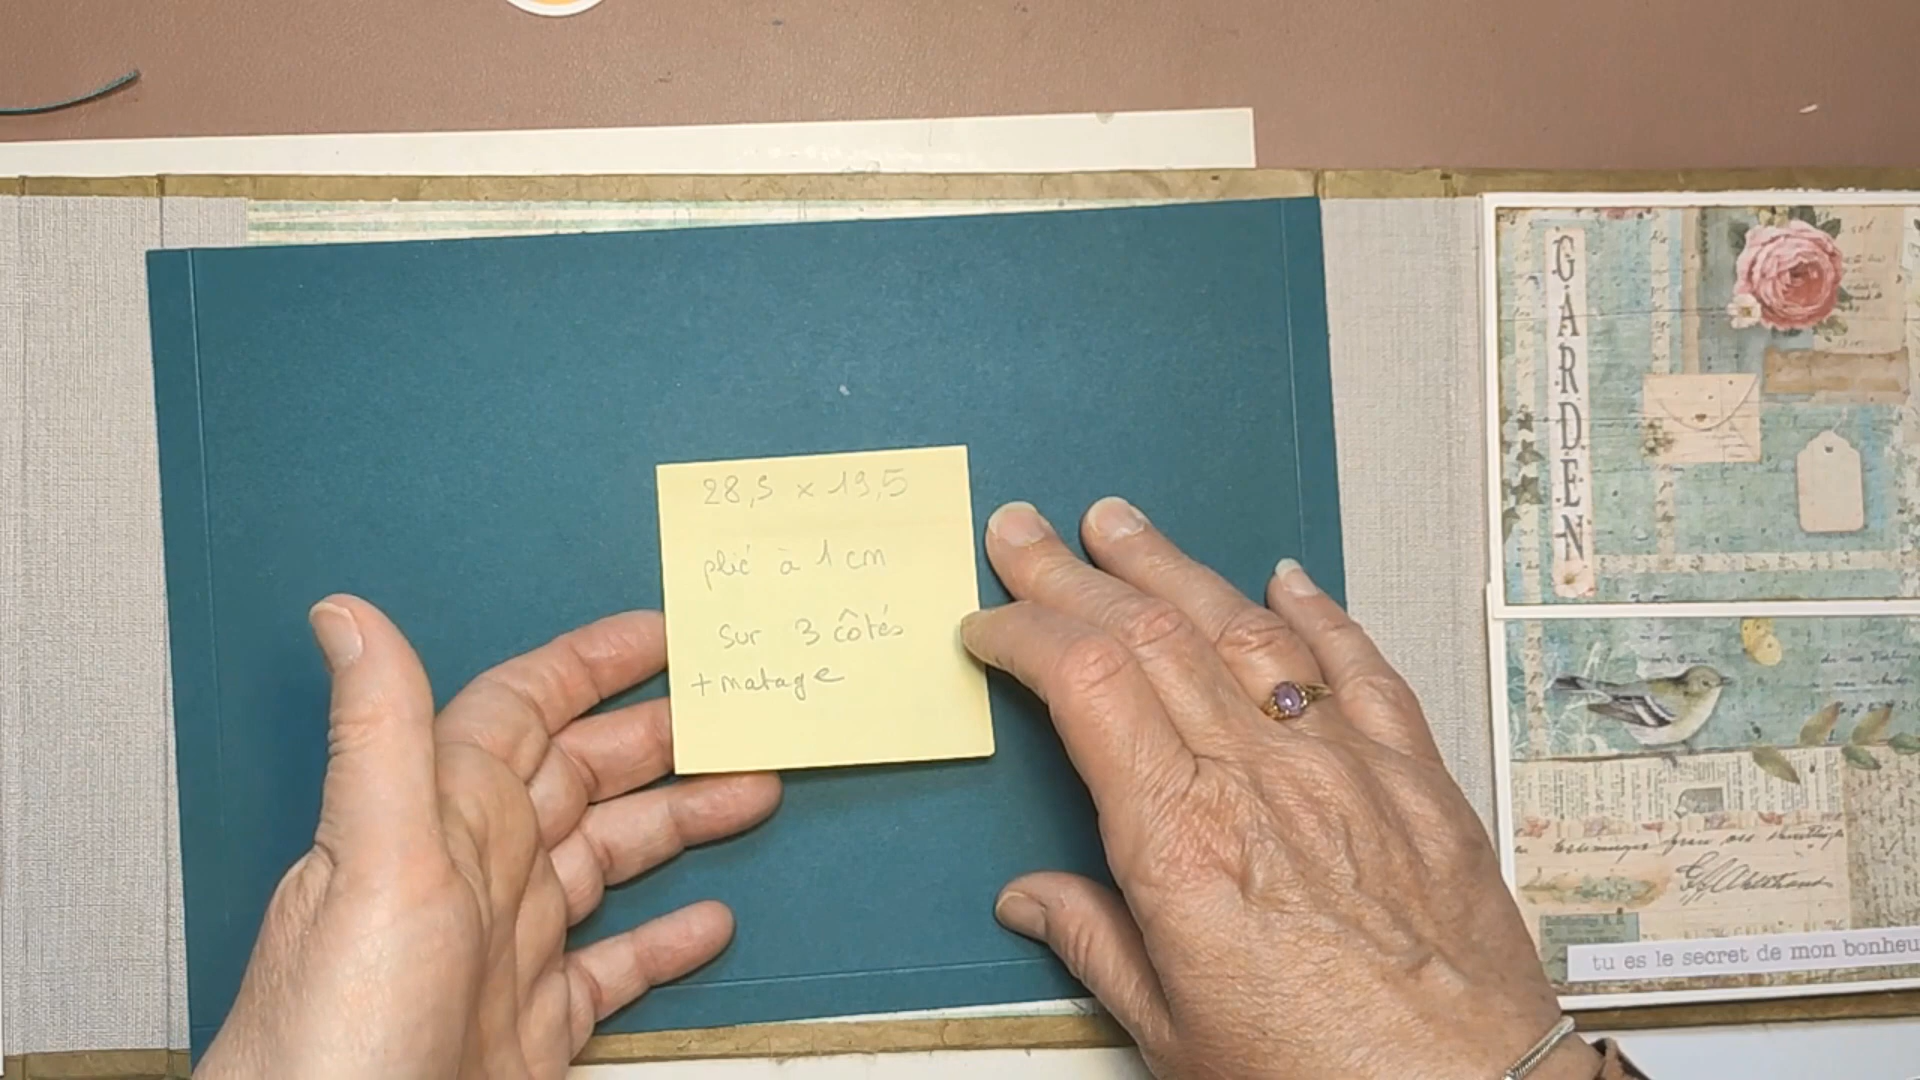 28,5 x 19,5
plié à 1 cm
sur 3 côtés
+ matage
GARDEN
tu es le secret de mon bonheu